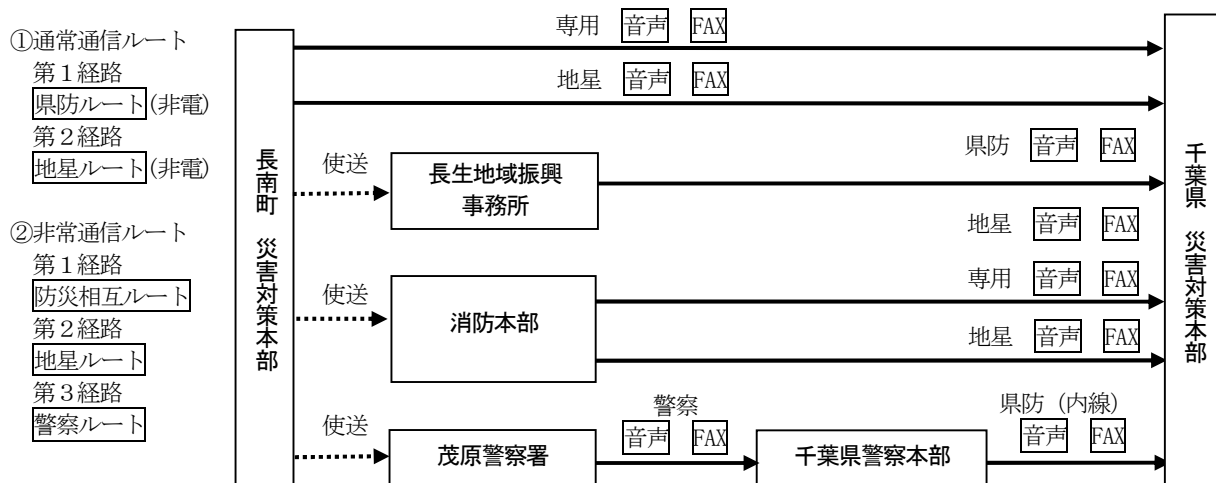 ①通常通信ルート
第１経路
県防ルート(非電)
第２経路
地星ルート(非電)
②非常通信ルート
第１経路
防災相互ルート
第２経路
地星ルート
第３経路
警察ルート
長南町　災害対策本部
専用 音声 FAX
地星 音声 FAX
使送
長生地域振興
事務所
県防 音声 FAX
地星 音声 FAX
使送
消防本部
専用 音声 FAX
地星 音声 FAX
使送
茂原警察署
警察
音声 FAX
千葉県警察本部
県防（内線）
音声 FAX
千葉県　災害対策本部